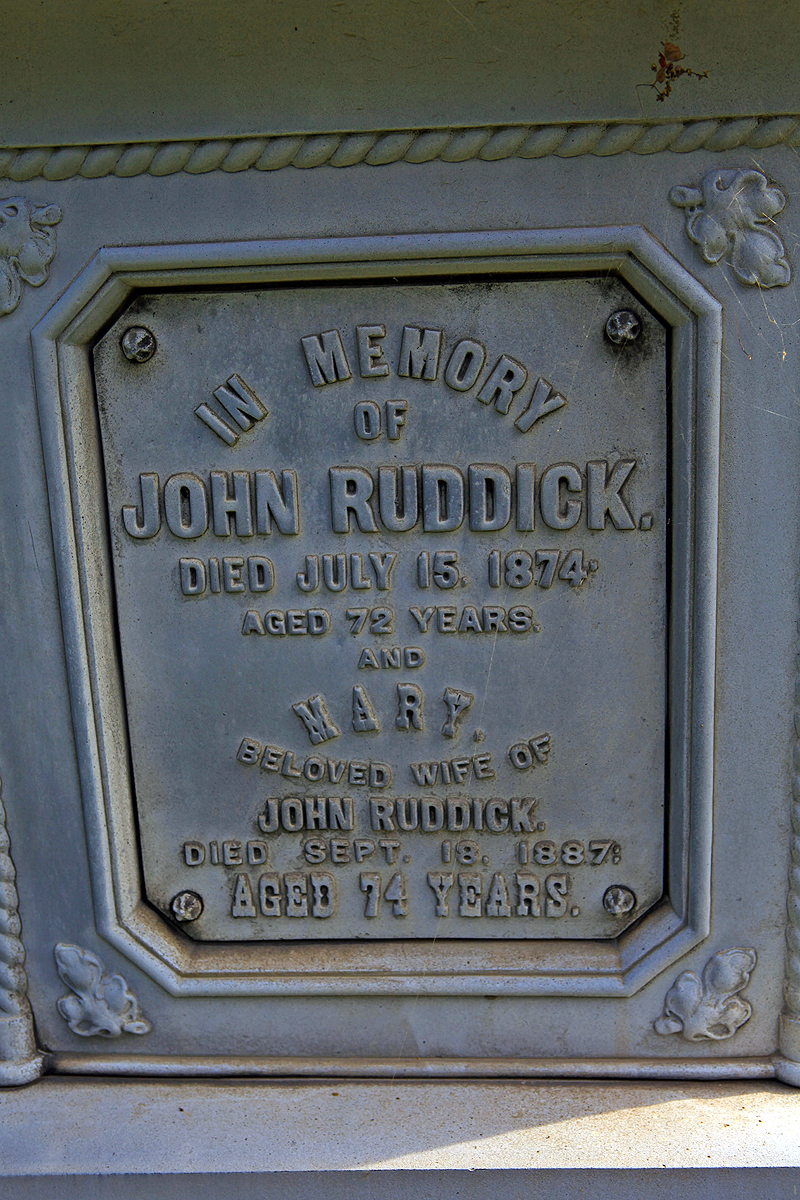 IN MEMORY
OF
JOHN RUDDICK.
DIED JULY 15. 1874.
AGED 72 YEARS.
AND
MARY.
BELOVED WIFE OF
JOHN RUDDICK.
DIED SEPT. 18. 1887.
AGED 74 YEARS.